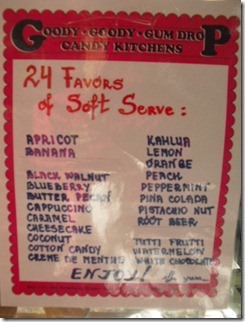 GOODY • GOODY • GUM DROP
CANDY KITCHENS
24 FAVORS
of Soft Serve:
APRICOT
BANANA
BLACK WALNUT
BLUEBERRY
BUTTER PECAN
CAPPUCCINO
CARAMEL
CHEESECAKE
COCONUT
COTTON CANDY
CREME DE MENTHE
KAHLUA
LEMON
ORANGE
PEACH
PEPPERMINT
PINA COLADA
PISTACHIO NUT
ROOT BEER
TUTTI FRUTTI
WATERMELON
WHITE CHOCOLATE
ENJOY!